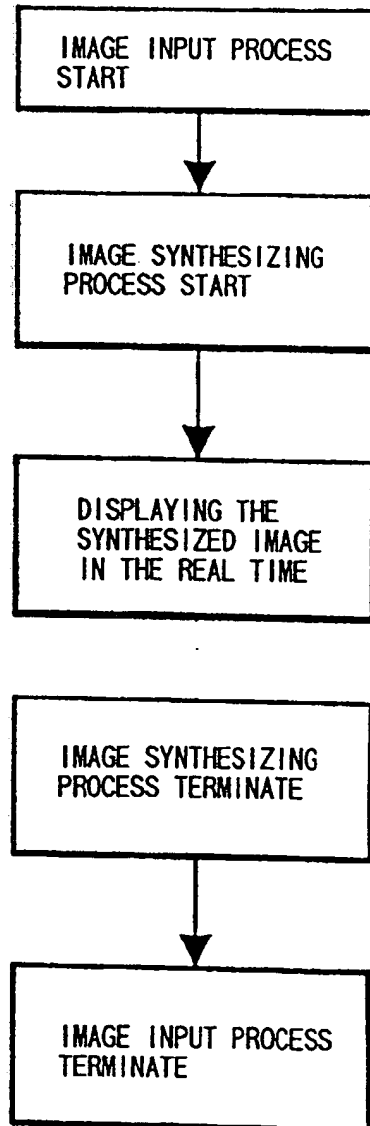 IMAGE INPUT PROCESS
START
IMAGE SYNTHESIZING
PROCESS START
DISPLAYING THE
SYNTHESIZED IMAGE
IN THE REAL TIME
IMAGE SYNTHESIZING
PROCESS TERMINATE
IMAGE INPUT PROCESS
TERMINATE